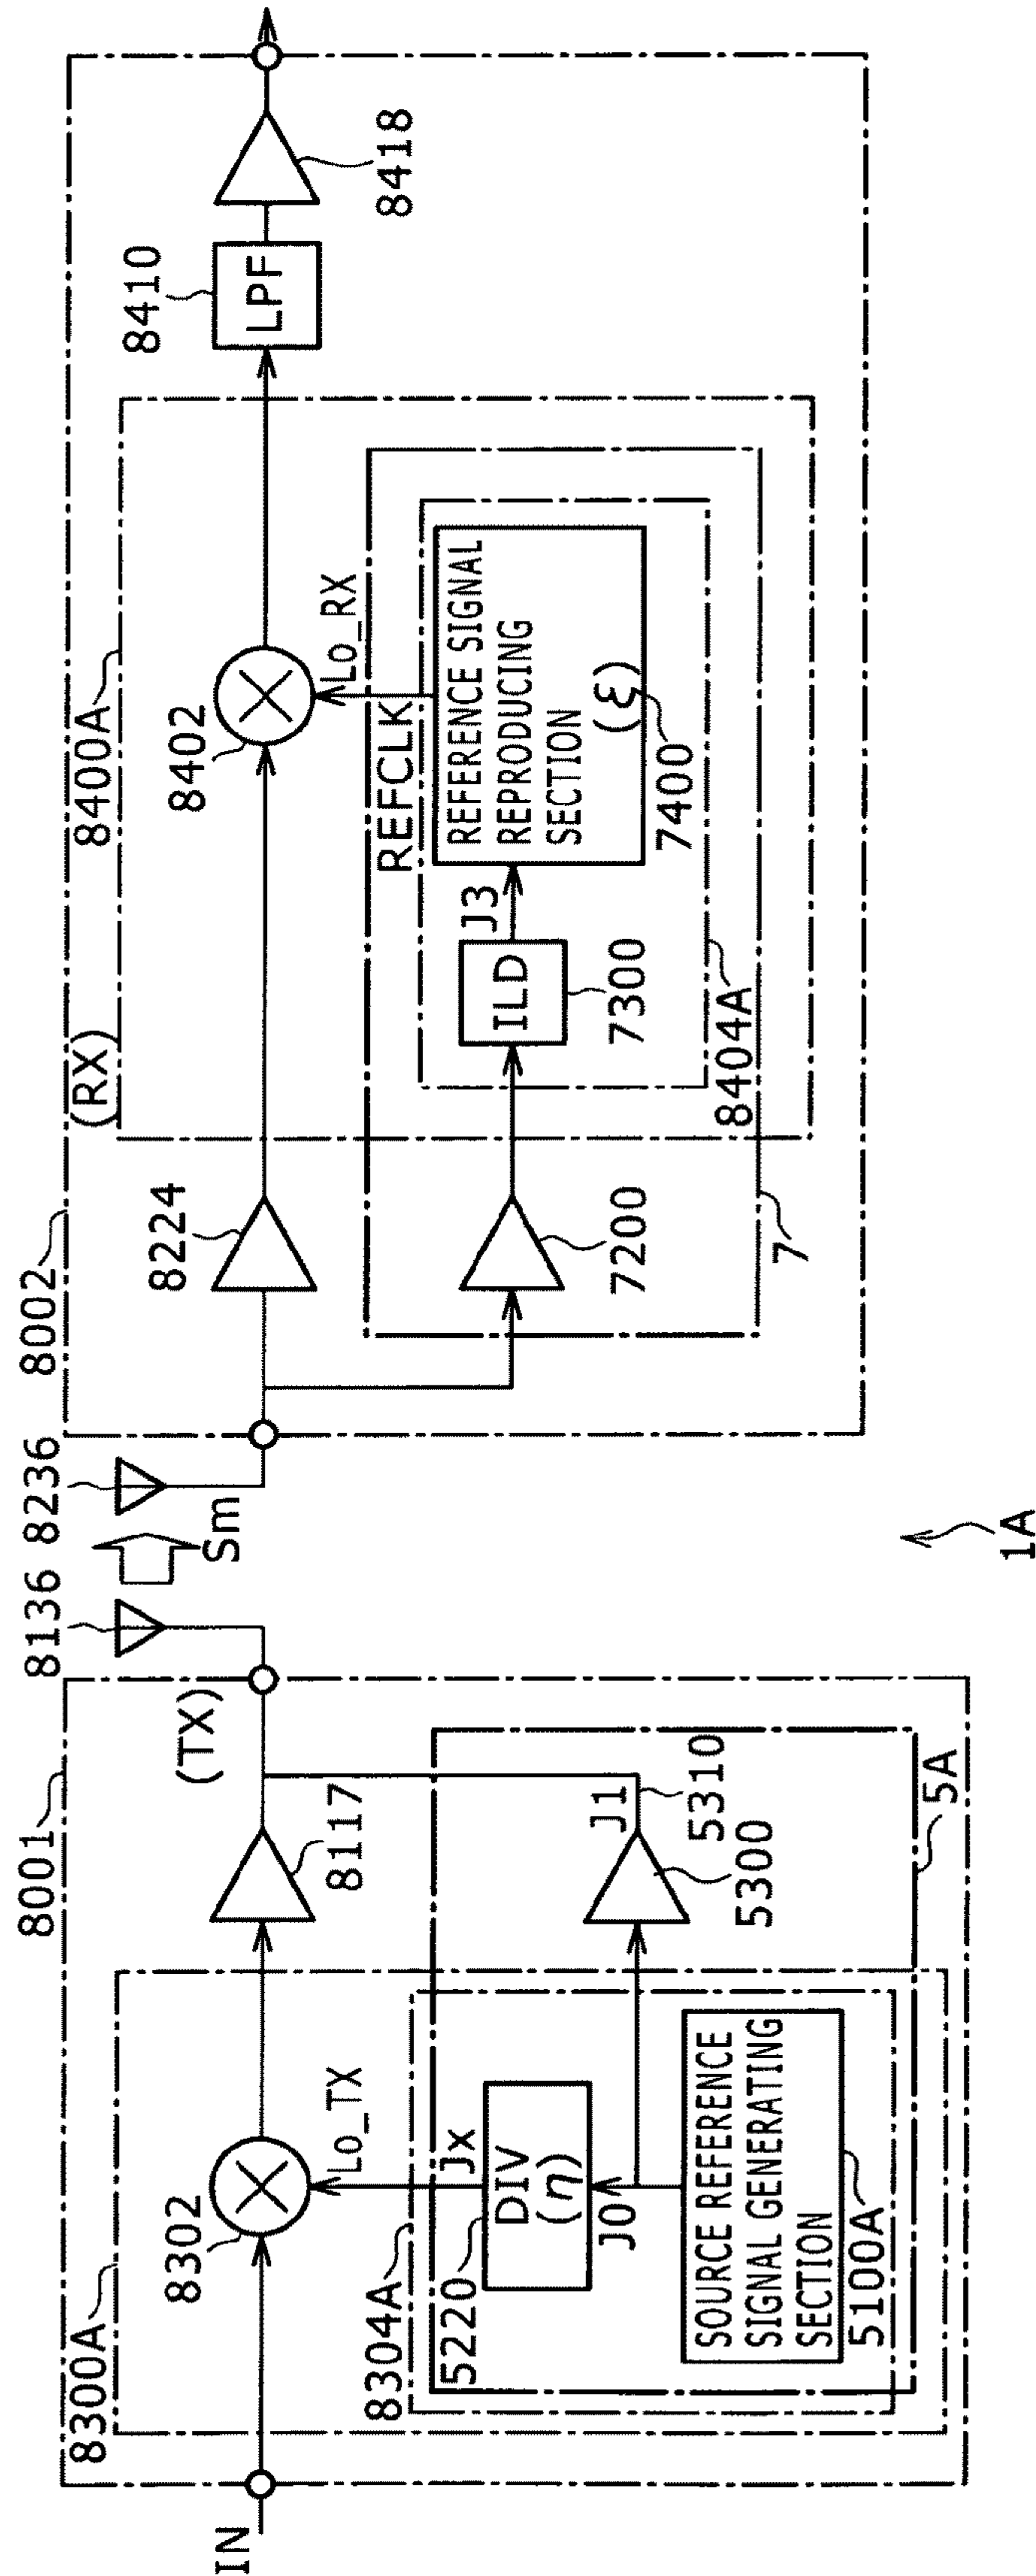 8002
(RX)
8400A
8410
LPF
8418
8224
8402
Lo_RX
REFCLK
REFERENCE SIGNAL
REPRODUCING
SECTION
(ξ)
7400
J3
ILD
7300
8404A
7200
7
8236
Sm
8136
1A
8001
(TX)
8117
8300A
8302
Lo_TX
Jx
8304A
5220
DIV
(η)
J0
J1
5310
5300
5A
SOURCE REFERENCE
SIGNAL GENERATING
SECTION
5100A
IN